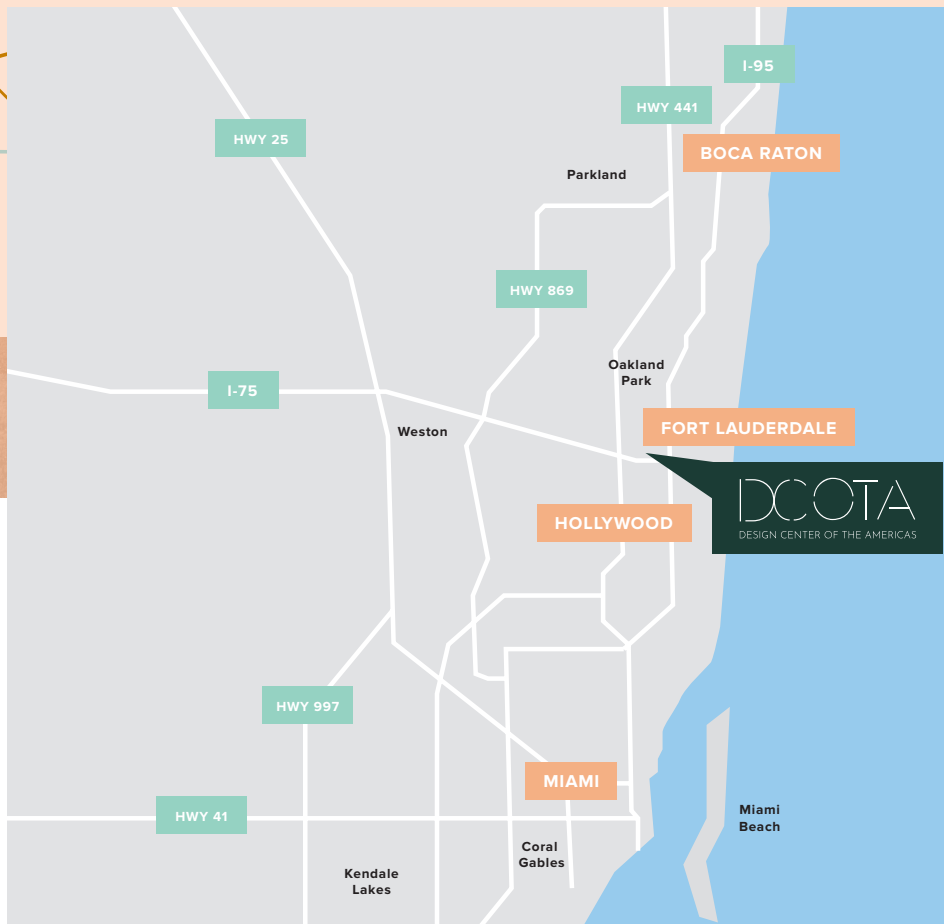 I-95
HWY 441
HWY 25
BOCA RATON
Parkland
HWY 869
Oakland
Park
I-75
FORT LAUDERDALE
Weston
DCOTA
DESIGN CENTER OF THE AMERICAS
HOLLYWOOD
HWY 997
MIAMI
HWY 41
Miami
Beach
Coral
Gables
Kendale
Lakes